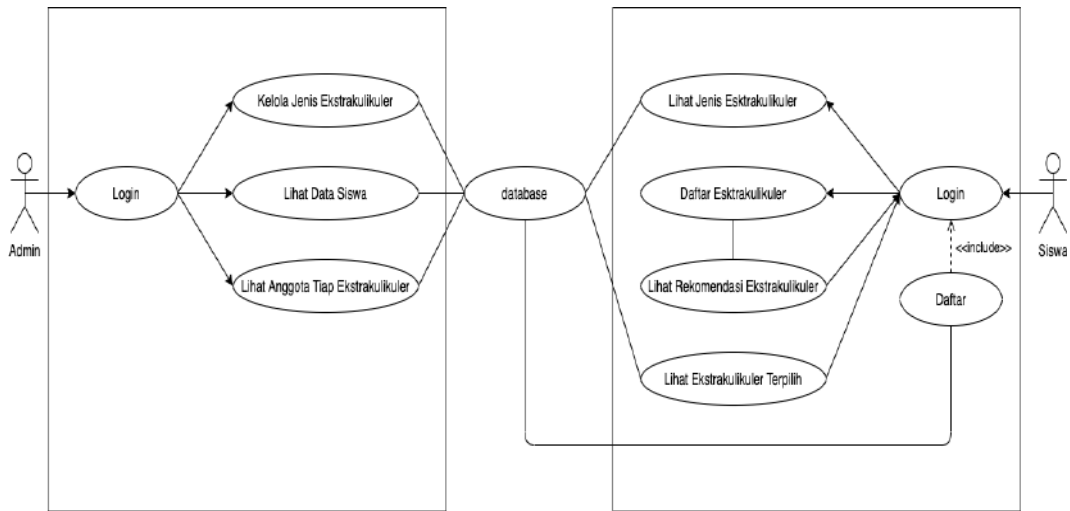 Kelola Jenis Ekstrakulikuler
Lihat Jenis Esktrakulikuler
Login
Lihat Data Siswa
database
Daftar Esktrakulikuler
Login
Admin
<<include>>
Siswa
Lihat Anggota Tiap Ekstrakulikuler
Lihat Rekomendasi Ekstrakulikuler
Daftar
Lihat Ekstrakulikuler Terpilih